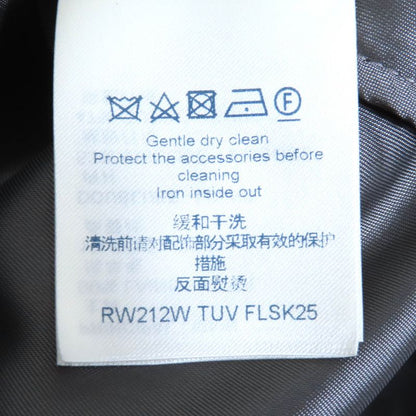 F
Gentle dry clean
Protect the accessories before
cleaning
Iron inside out
缓和干洗
清洗前请对配饰部分采取有效的保护
措施
反面熨烫
RW212W TUV FLSK25